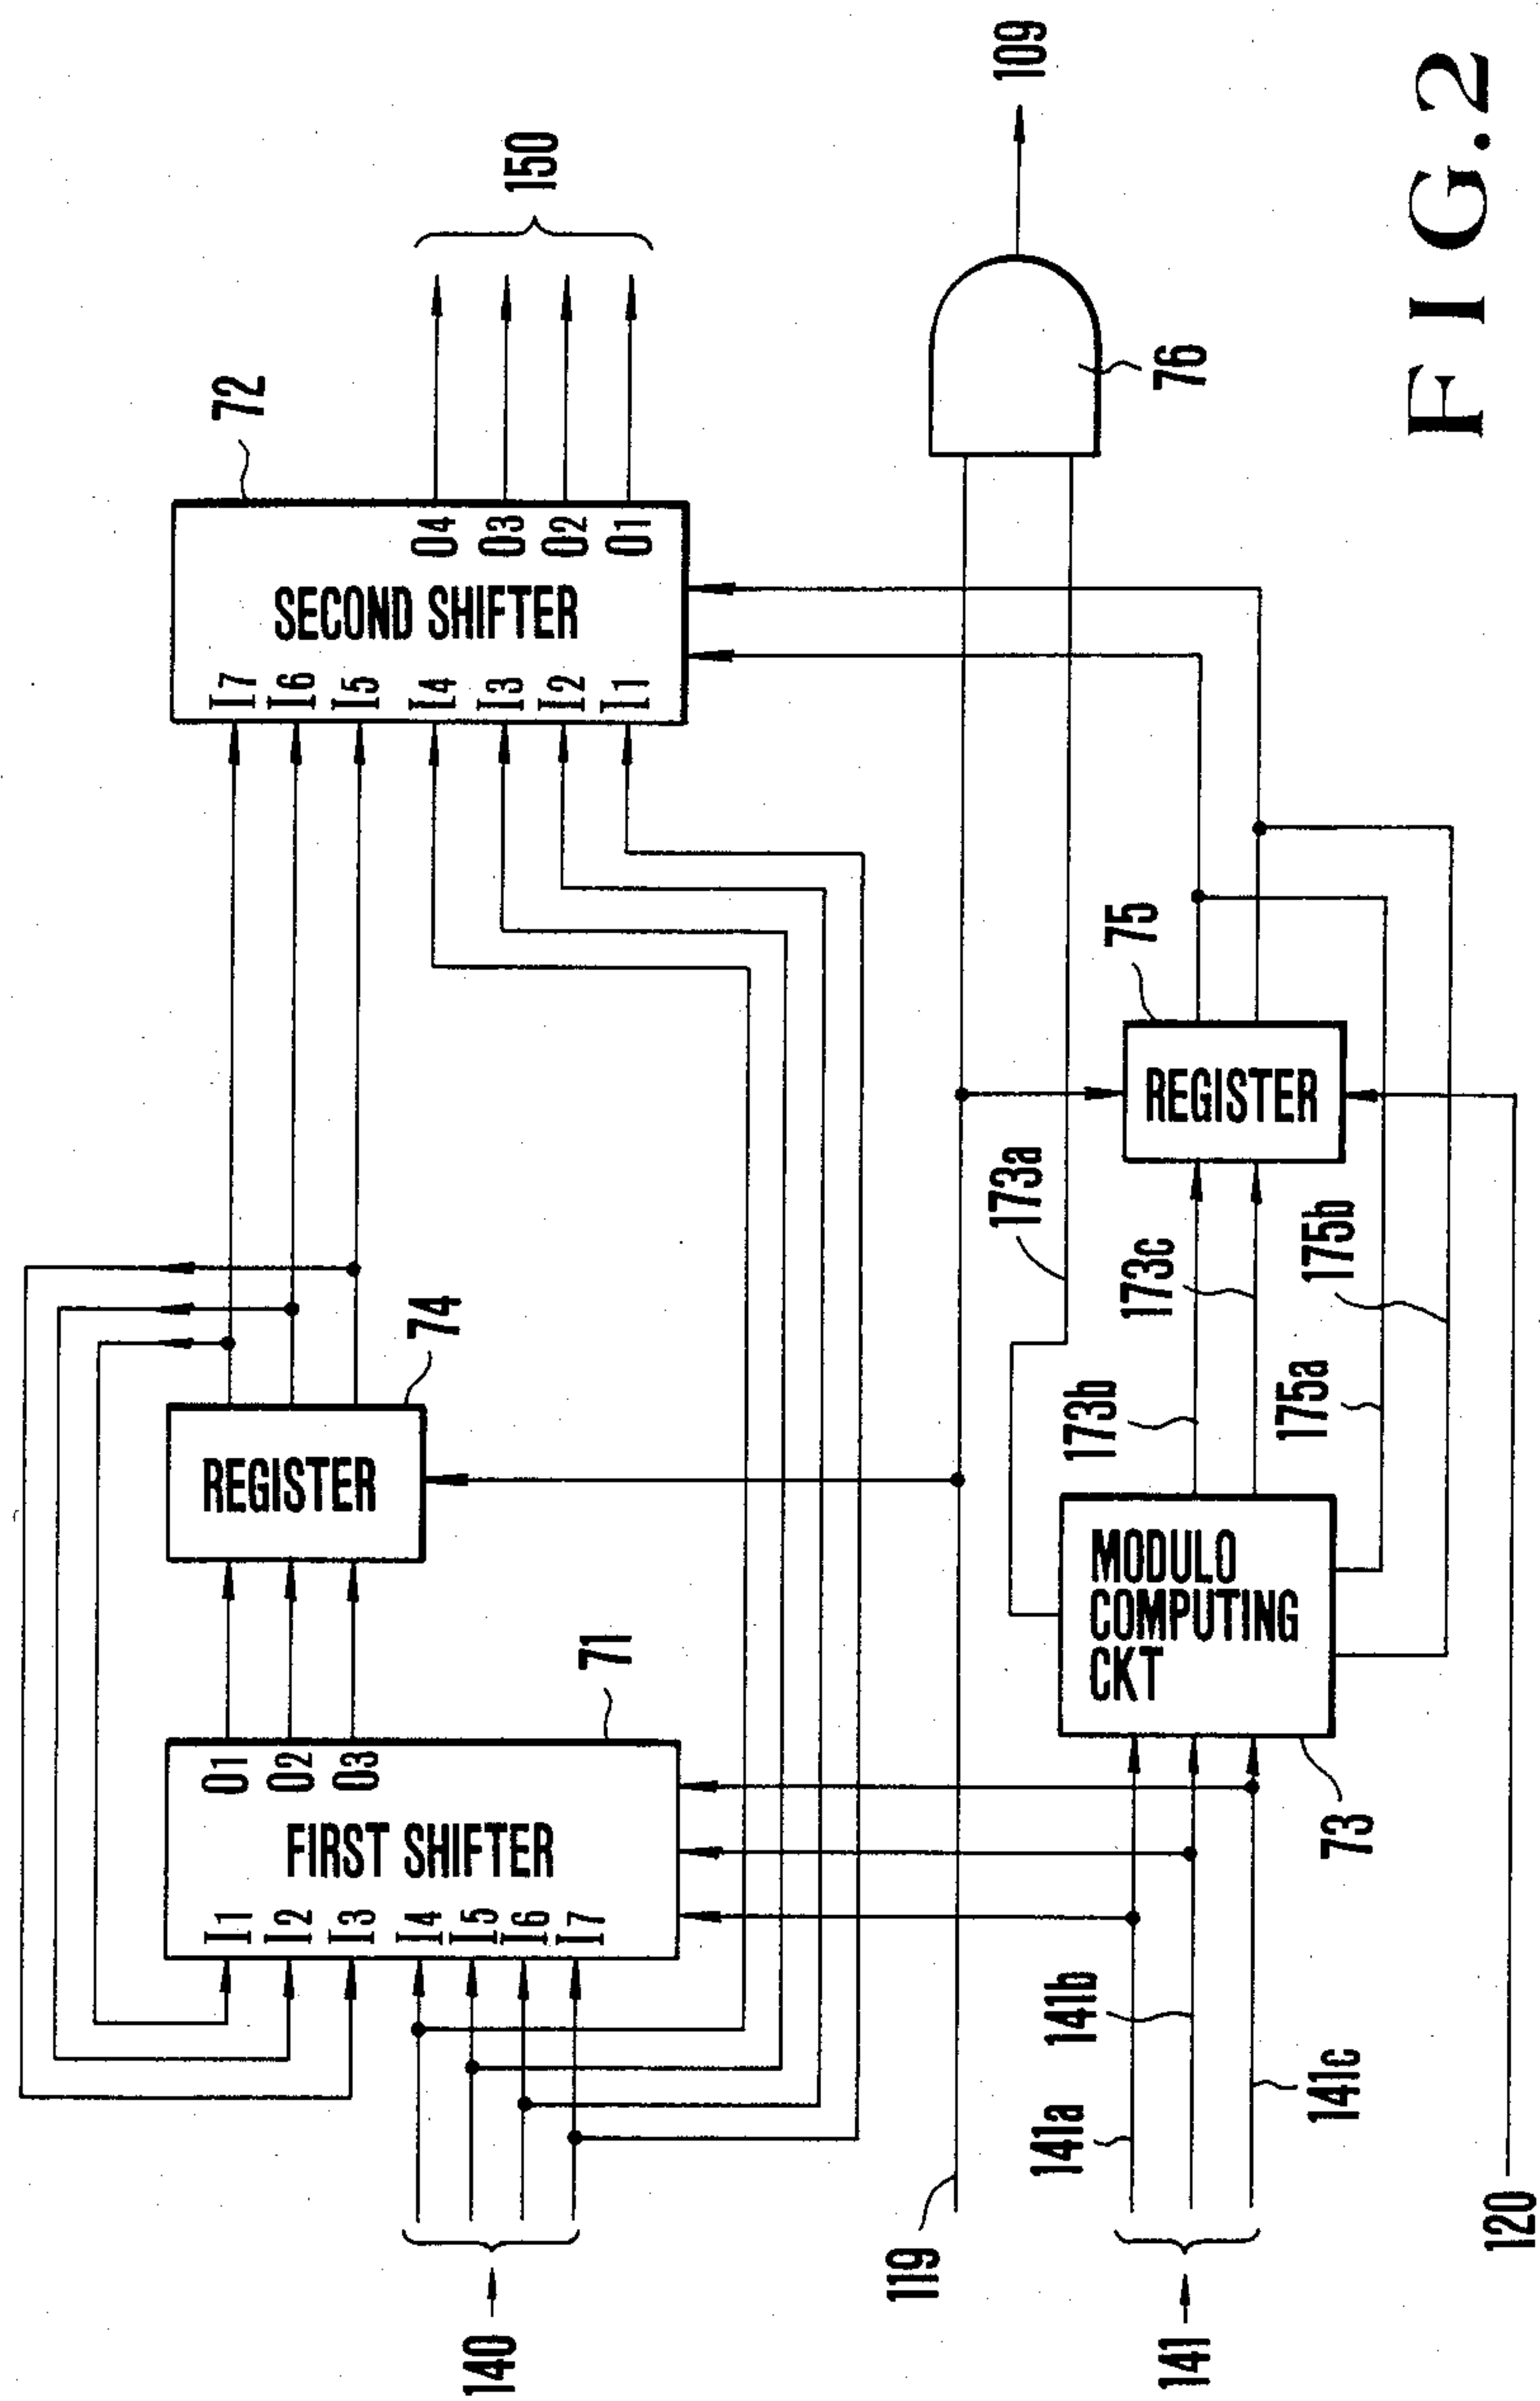 72
150
I7
I6
I5
I4
I3
I2
I1
SECOND SHIFTER
O4
O3
O2
O1
74
REGISTER
71
I1
I2
I3
I4
I5
I6
I7
FIRST SHIFTER
O1
O2
O3
140
119
109
76
173a
75
REGISTER
173b
173c
175a
175b
MODULO
COMPUTING
CKT
73
141
141a
141b
141c
120
FIG.2